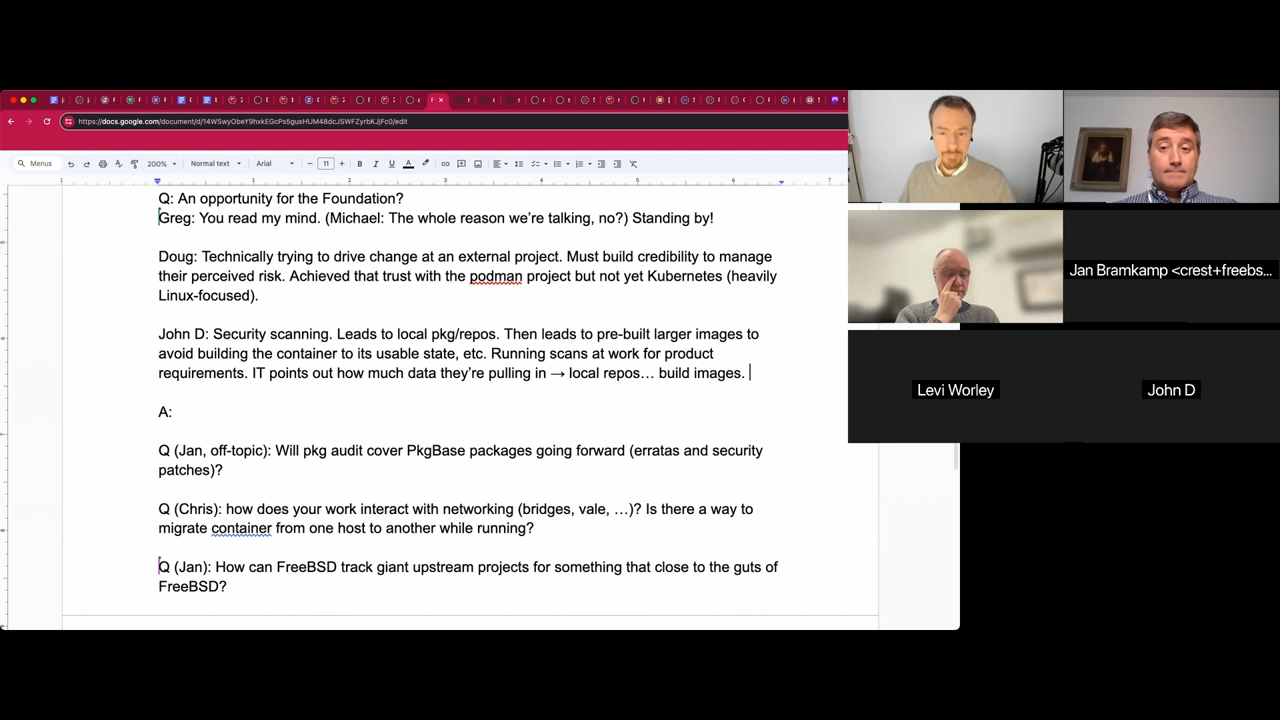 https://docs.google.com/document/d/14WSwyObeY9hxkEGcPs5gusHUM48dcJSWFZyrbKJjFc0/edit
Menus
200%
Normal text
Arial
11
1
1
2
3
4
5
6
7
Q: An opportunity for the Foundation?
Greg: You read my mind. (Michael: The whole reason we're talking, no?) Standing by!
Doug: Technically trying to drive change at an external project. Must build credibility to manage
their perceived risk. Achieved that trust with the podman project but not yet Kubernetes (heavily
Linux-focused).
John D: Security scanning. Leads to local pkg/repos. Then leads to pre-built larger images to
avoid building the container to its usable state, etc. Running scans at work for product
requirements. IT points out how much data they're pulling in → local repos… build images.
A:
Q (Jan, off-topic): Will pkg audit cover PkgBase packages going forward (erratas and security
patches)?
Q (Chris): how does your work interact with networking (bridges, vale, …)? Is there a way to
migrate container from one host to another while running?
Q (Jan): How can FreeBSD track giant upstream projects for something that close to the guts of
FreeBSD?
Jan Bramkamp <crest+freebs...
Levi Worley
John D